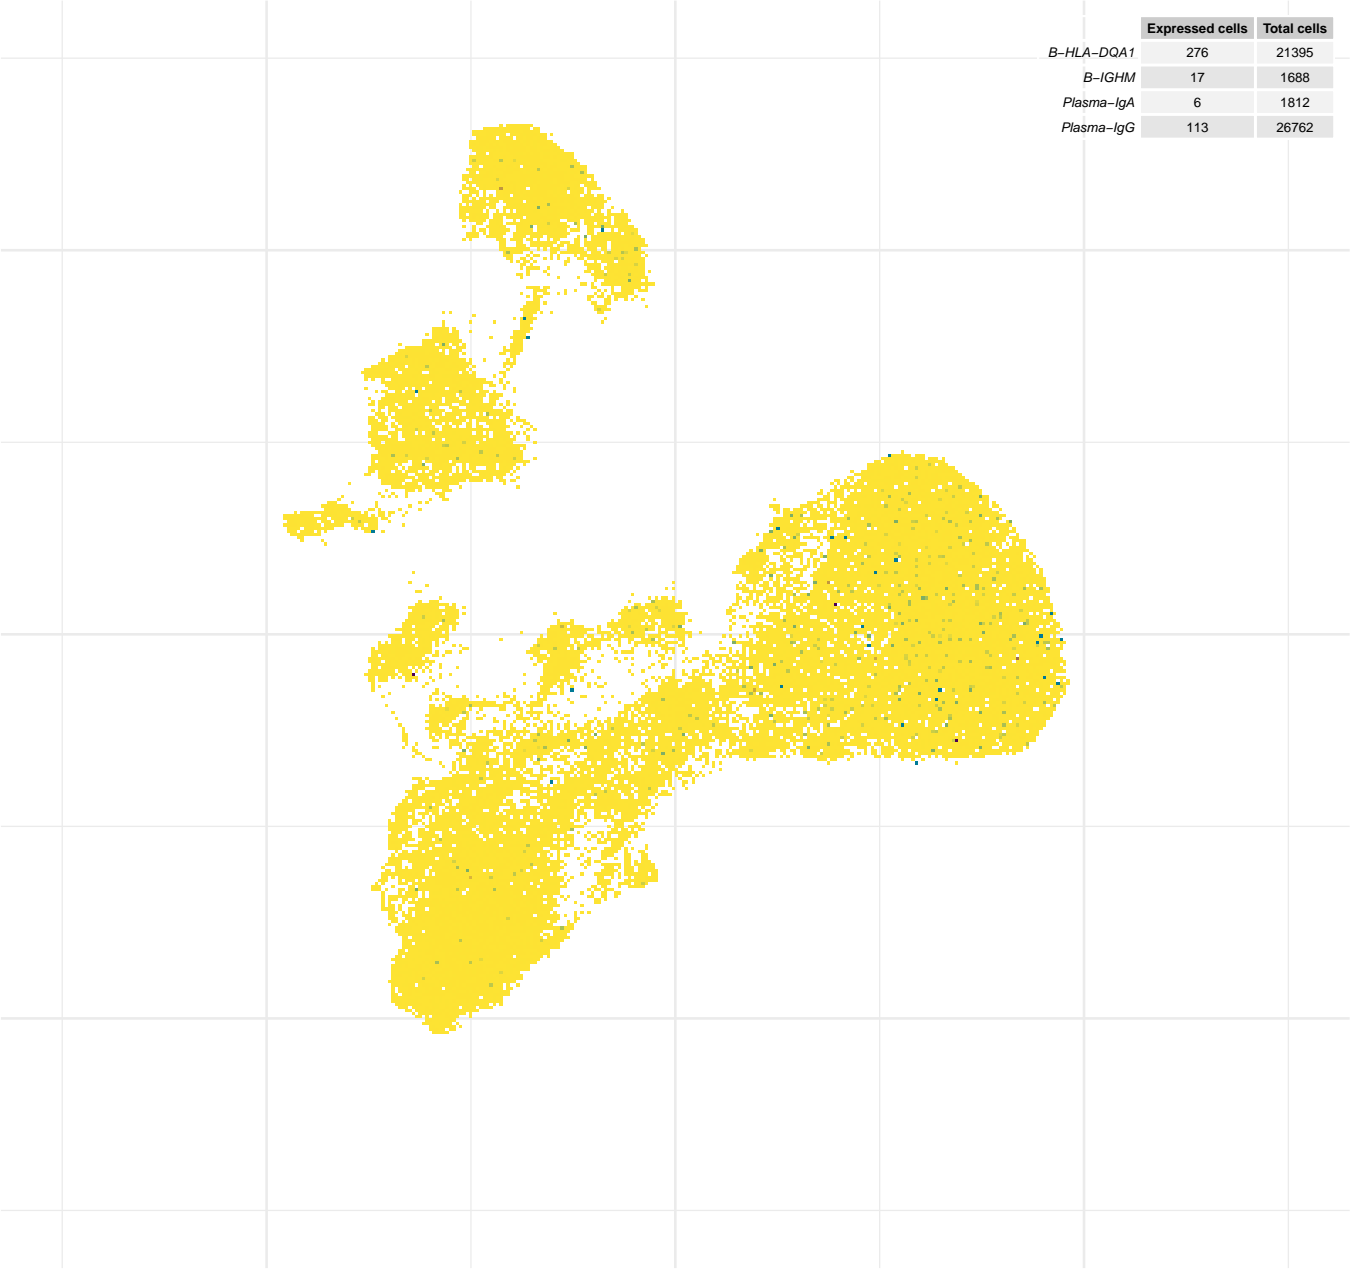 Expressed cells Total cells
B−HLA−DQA1 276 21395
B−IGHM 17 1688
Plasma−IgA 6 1812
Plasma−IgG 113 26762